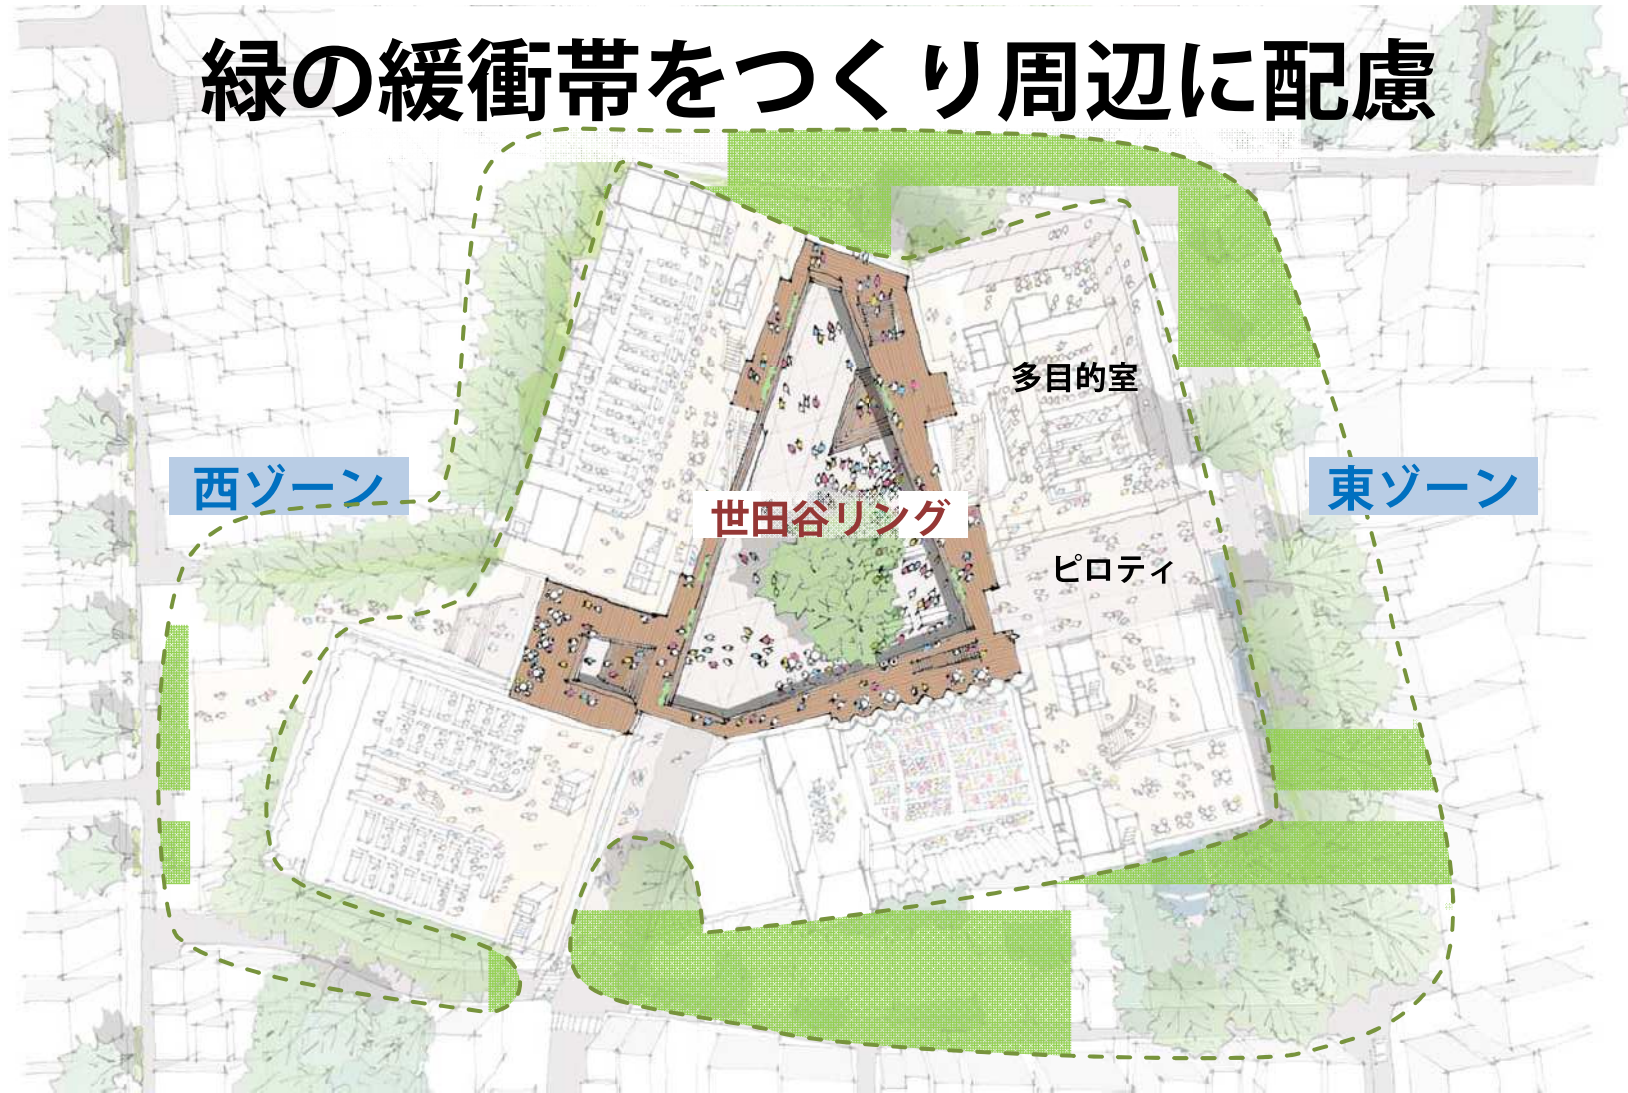 緑の緩衝帯をつくり周辺に配慮
多目的室
西ゾーン
東ゾーン
世田谷リング
ピロティ